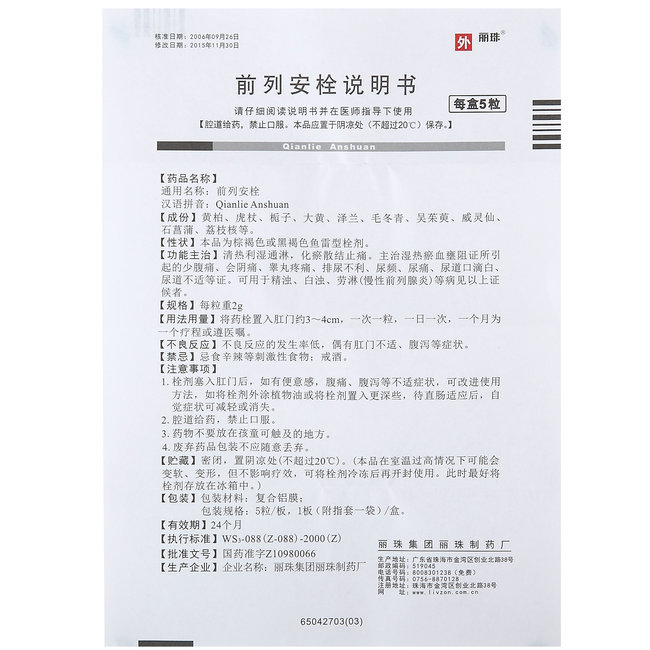 核准日期：2006年09月26日
修改日期：2015年11月30日
外 丽珠®
前列安栓说明书
请仔细阅读说明书并在医师指导下使用
【腔道给药，禁止口服。本品应置于阴凉处（不超过20℃）保存。】
每盒5粒
Qianlie Anshuan
【药品名称】
通用名称：前列安栓
汉语拼音：Qianlie Anshuan
【成份】黄柏、虎杖、栀子、大黄、泽兰、毛冬青、吴茱萸、威灵仙、
石菖蒲、荔枝核等。
【性状】本品为棕褐色或黑褐色鱼雷型栓剂。
【功能主治】清热利湿通淋，化瘀散结止痛。主治湿热瘀血壅阻证所引
起的少腹痛、会阴痛、睾丸疼痛、排尿不利、尿频、尿痛、尿道口滴白、
尿道不适等证。可用于精浊、白浊、劳淋(慢性前列腺炎)等病见以上证
候者。
【规格】每粒重2g
【用法用量】将药栓置入肛门约3～4cm，一次一粒，一日一次，一个月为
一个疗程或遵医嘱。
【不良反应】不良反应的发生率低，偶有肛门不适、腹泻等症状。
【禁忌】忌食辛辣等刺激性食物；戒酒。
【注意事项】
1. 栓剂塞入肛门后，如有便意感，腹痛、腹泻等不适症状，可改进使用
方法，如将栓剂外涂植物油或将栓剂置入更深些，待直肠适应后，自
觉症状可减轻或消失。
2. 腔道给药，禁止口服。
3. 药物不要放在孩童可触及的地方。
4. 废弃药品包装不应随意丢弃。
【贮藏】密闭，置阴凉处(不超过20℃)。(本品在室温过高情况下可能会
变软、变形，但不影响疗效，可将栓剂冷冻后再开封使用。此时最好将
栓剂存放在冰箱中。)
【包装】包装材料：复合铝膜；
包装规格：5粒/板，1板（附指套一袋）/盒。
【有效期】24个月
【执行标准】WS₃-088(Z-088)-2000(Z)
【批准文号】国药准字Z10980066
【生产企业】企业名称：丽珠集团丽珠制药厂
丽珠集团丽珠制药厂
生产地址：广东省珠海市金湾区创业北路38号
邮政编码：519045
电话号码：8008301238（免费）
传真号码：0756-8870128
注册地址：珠海市金湾区创业北路38号
网 址：www.livzon.com.cn
65042703(03)